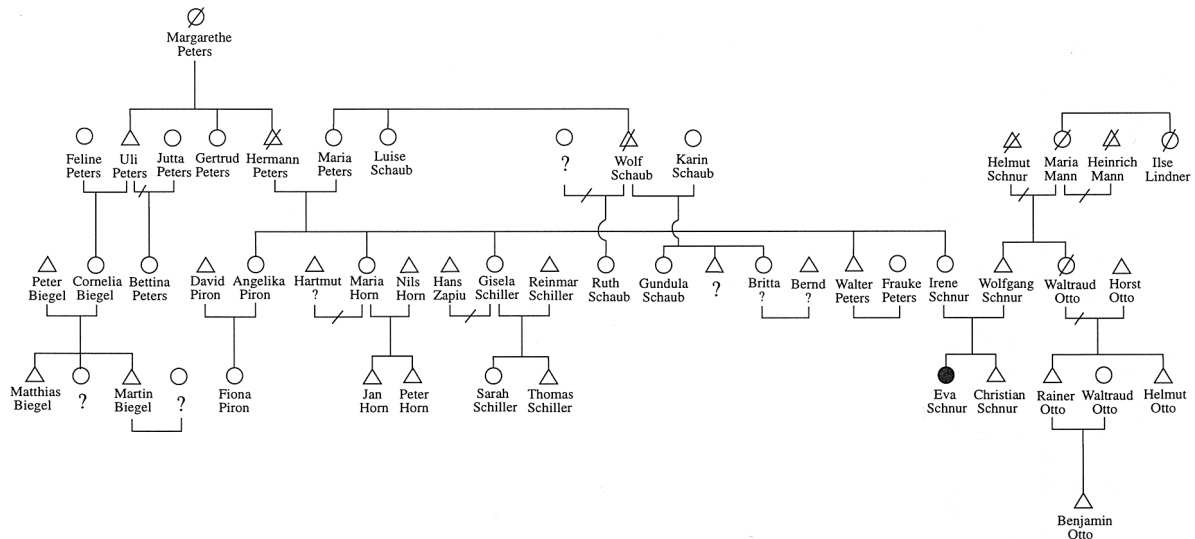 Margarethe
Peters
Feline
Peters
Uli
Peters
Jutta
Peters
Gertrud
Peters
Hermann
Peters
Maria
Peters
Luise
Schaub
?
Wolf
Schaub
Karin
Schaub
Helmut
Schnur
Maria
Mann
Heinrich
Mann
Ilse
Lindner
Peter
Biegel
Cornelia
Biegel
Bettina
Peters
David
Piron
Angelika
Piron
Hartmut
?
Maria
Horn
Nils
Horn
Hans
Zapiu
Gisela
Schiller
Reinmar
Schiller
Ruth
Schaub
Gundula
Schaub
?
Britta
?
Bernd
?
Walter
Peters
Frauke
Peters
Irene
Schnur
Wolfgang
Schnur
Waltraud
Otto
Horst
Otto
Matthias
Biegel
?
Martin
Biegel
?
Fiona
Piron
Jan
Horn
Peter
Horn
Sarah
Schiller
Thomas
Schiller
Eva
Schnur
Christian
Schnur
Rainer
Otto
Waltraud
Otto
Helmut
Otto
Benjamin
Otto